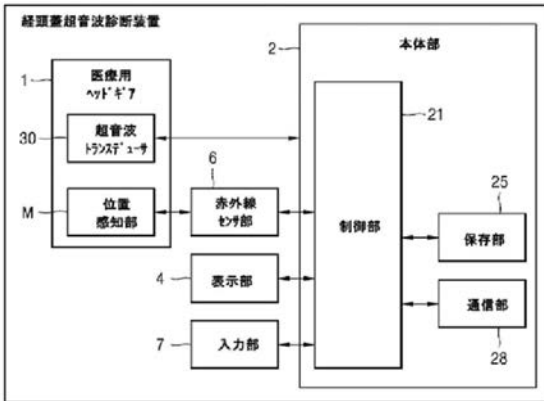 経頭蓋超音波診断装置
2
本体部
1
医療用
ヘッドギア
21
30
超音波
トランスデューサ
6
M
位置
感知部
赤外線
センサ部
制御部
25
保存部
4
表示部
通信部
7
入力部
28